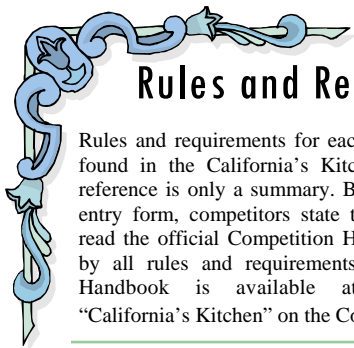 Rules and Re
Rules and requirements for eac
found in the California's Kitc
reference is only a summary. B
entry form, competitors state t
read the official Competition H
by all rules and requirements
Handbook is available at
“California's Kitchen” on the Co